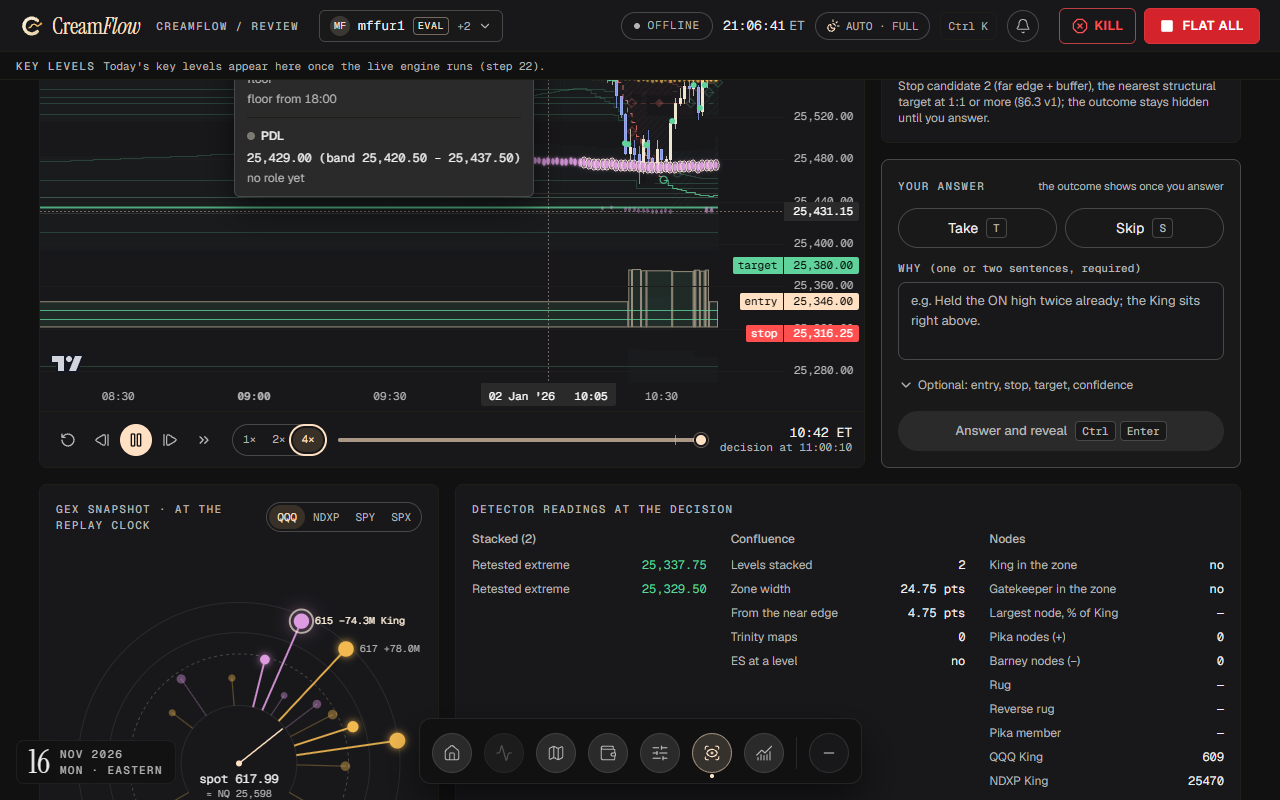 CreamFlow
CREAMFLOW / REVIEW
MF mffur1 EVAL +2
OFFLINE
21:06:41 ET
AUTO · FULL
Ctrl K
KILL
FLAT ALL
KEY LEVELS Today's key levels appear here once the live engine runs (step 22).
floor from 18:00
PDL
25,429.00 (band 25,420.50 – 25,437.50)
no role yet
25,520.00
25,480.00
25,431.15
25,400.00
target 25,380.00
25,360.00
entry 25,346.00
stop 25,316.25
25,280.00
08:30
09:00
09:30
02 Jan '26 10:05
10:30
1×
2×
4×
10:42 ET
decision at 11:00:10
Stop candidate 2 (far edge + buffer), the nearest structural
target at 1:1 or more (§6.3 v1); the outcome stays hidden
until you answer.
YOUR ANSWER
the outcome shows once you answer
Take T
Skip S
WHY (one or two sentences, required)
e.g. Held the ON high twice already; the King sits
right above.
Optional: entry, stop, target, confidence
Answer and reveal Ctrl Enter
GEX SNAPSHOT · AT THE
REPLAY CLOCK
QQQ
NDXP
SPY
SPX
615 −74.3M King
617 +78.0M
spot 617.99
≈ NQ 25,598
DETECTOR READINGS AT THE DECISION
Stacked (2)
Retested extreme 25,337.75
Retested extreme 25,329.50
Confluence
Levels stacked 2
Zone width 24.75 pts
From the near edge 4.75 pts
Trinity maps 0
ES at a level no
Nodes
King in the zone no
Gatekeeper in the zone no
Largest node, % of King –
Pika nodes (+) 0
Barney nodes (−) 0
Rug –
Reverse rug –
Pika member –
QQQ King 609
NDXP King 25470
16
NOV 2026
MON · EASTERN